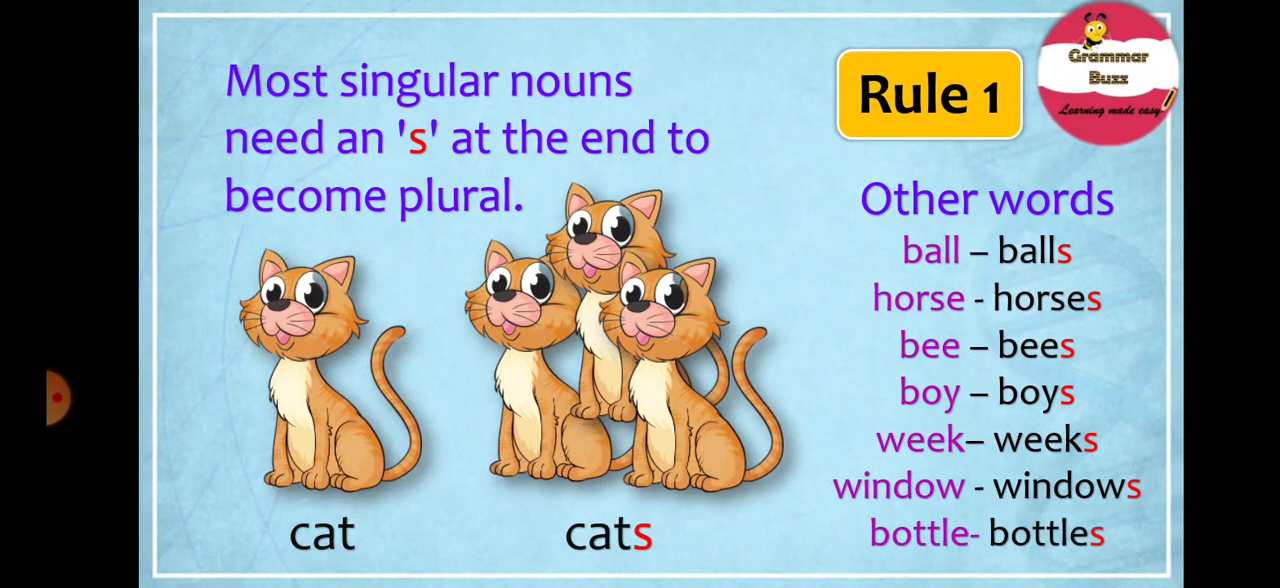 Most singular nouns
need an 's' at the end to
become plural.
cat
cats
Rule 1
Grammar
Buzz
Learning made easy
Other words
ball – balls
horse - horses
bee – bees
boy – boys
week– weeks
window - windows
bottle- bottles